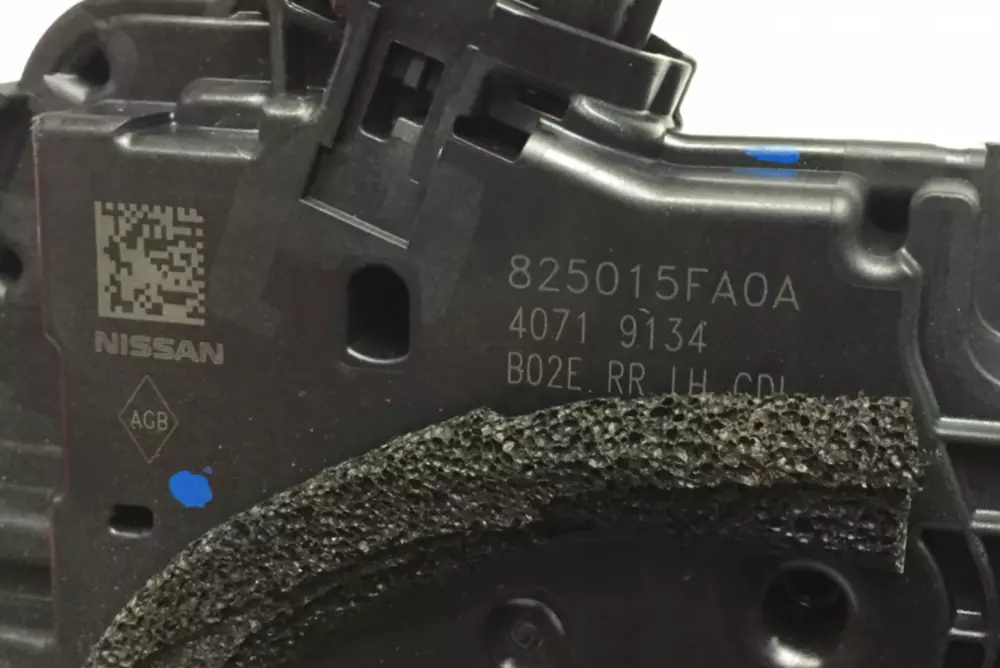 NISSAN
AGB
825015FA0A
4071 9134
B02E RR LH CDL